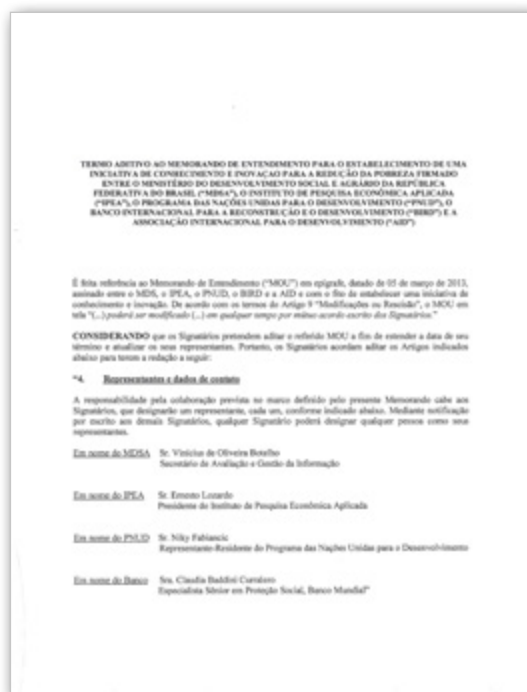 TERMO ADITIVO AO MEMORANDO DE ENTENDIMENTO PARA O ESTABELECIMENTO DE UMA
INICIATIVA DE CONHECIMENTO E INOVAÇAO PARA A REDUÇÃO DA POBREZA FIRMADO
ENTRE O MINISTÉRIO DO DESENVOLVIMENTO SOCIAL E AGRÁRIO DA REPÚBLICA
FEDERATIVA DO BRASIL ("MDSA"), O INSTITUTO DE PESQUISA ECONÔMICA APLICADA
("IPEA"), O PROGRAMA DAS NAÇÕES UNIDAS PARA O DESENVOLVIMENTO ("PNUD"), O
BANCO INTERNACIONAL PARA A RECONSTRUÇÃO E O DESENVOLVIMENTO ("BIRD") E A
ASSOCIAÇÃO INTERNACIONAL PARA O DESENVOLVIMENTO ("AID")
É feita referência ao Memorando de Entendimento ("MOU") em epígrafe, datado de 05 de março de 2013,
assinado entre o MDS, o IPEA, o PNUD, o BIRD e a AID e com o fito de estabelecer uma iniciativa de
conhecimento e inovação. De acordo com os termos do Artigo 9 "Modificações ou Rescisão", o MOU em
tela "(...) poderá ser modificado (...) em qualquer tempo por mútuo acordo escrito dos Signatários."
CONSIDERANDO que os Signatários pretendem aditar o referido MOU a fim de estender a data de seu
término e atualizar os seus representantes. Portanto, os Signatários acordam aditar os Artigos indicados
abaixo para terem a redação a seguir:
"4. Representantes e dados de contato
A responsabilidade pela colaboração prevista no marco definido pelo presente Memorando cabe aos
Signatários, que designarão um representante, cada um, conforme indicado abaixo. Mediante notificação
por escrito aos demais Signatários, qualquer Signatário poderá designar qualquer pessoa como seus
representantes.
Em nome do MDSA Sr. Vinicius de Oliveira Botelho
Secretário de Avaliação e Gestão da Informação
Em nome do IPEA Sr. Ernesto Lozardo
Presidente do Instituto de Pesquisa Econômica Aplicada
Em nome do PNUD Sr. Niky Fabiancic
Representante-Residente do Programa das Nações Unidas para o Desenvolvimento
Em nome do Banco Sra. Claudia Baddini Curralero
Especialista Sênior em Proteção Social, Banco Mundial"